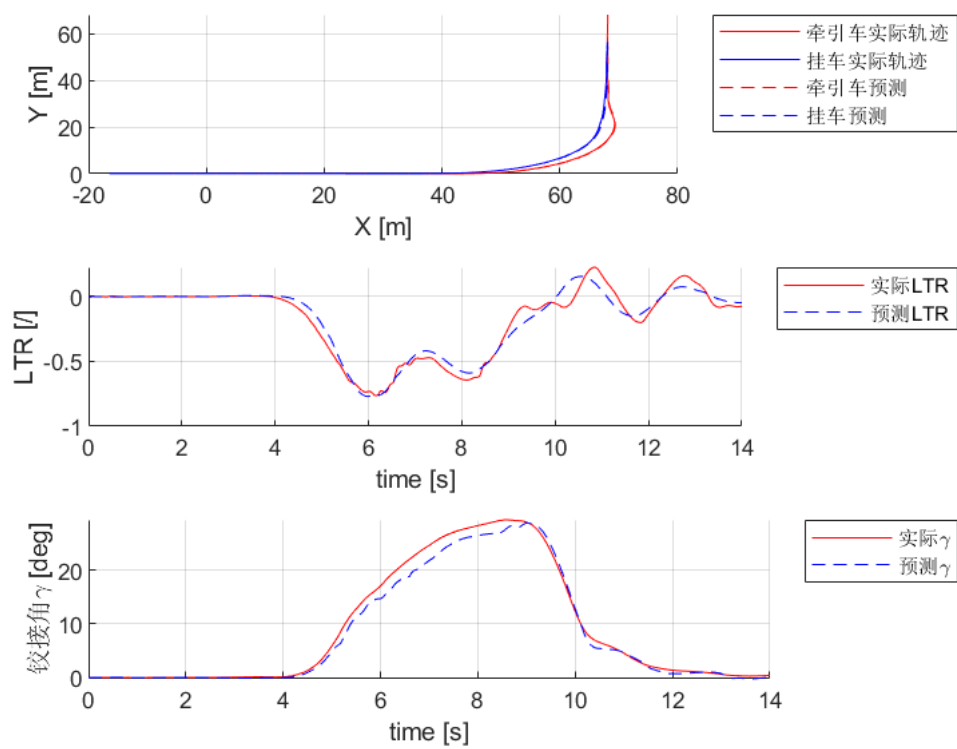 60
40
20
0
Y [m]
-20 0 20 40 60 80
X [m]
牵引车实际轨迹
挂车实际轨迹
牵引车预测
挂车预测
0
-0.5
-1
LTR [/]
0 2 4 6 8 10 12 14
time [s]
实际LTR
预测LTR
20
10
0
铰接角γ [deg]
0 2 4 6 8 10 12 14
time [s]
实际γ
预测γ